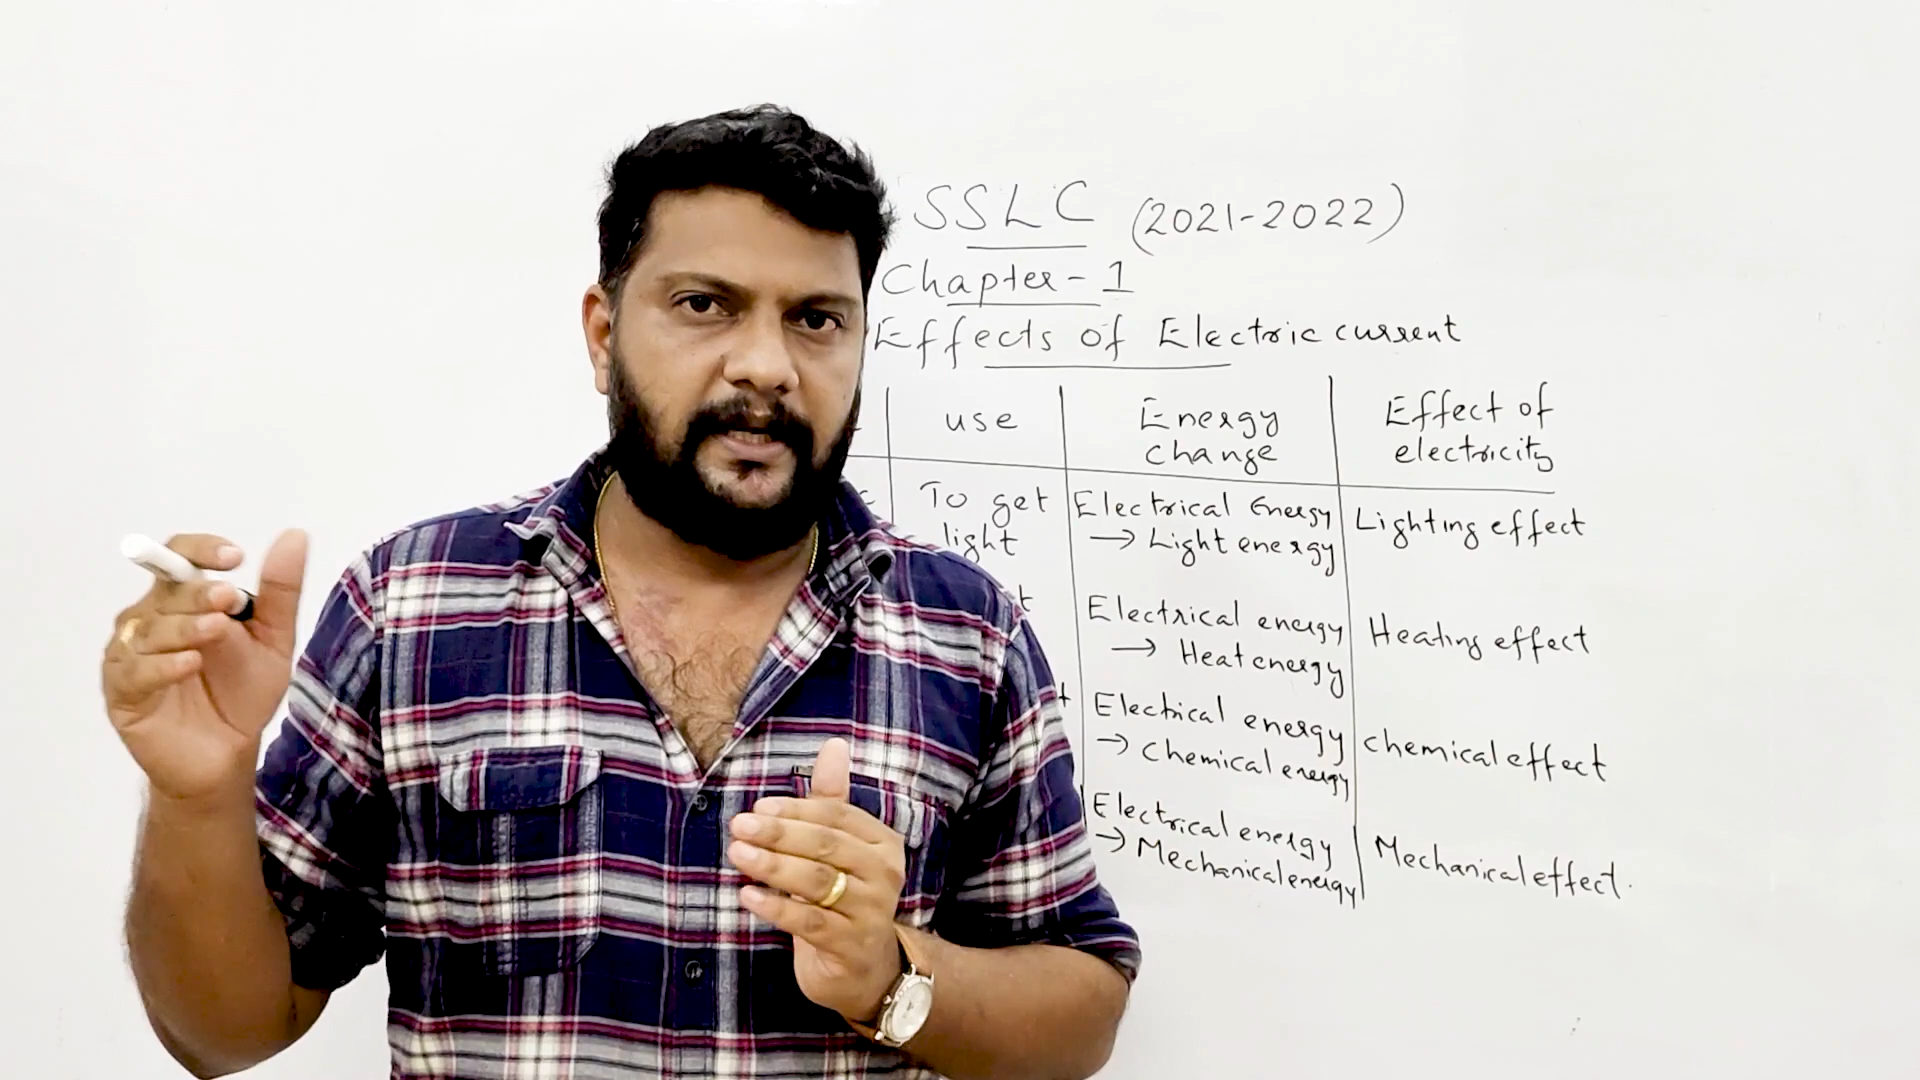 SSLC (2021-2022)
Chapter-1
Effects of Electric current
use
Energy
change
Effect of
electricity
To get
light
Electrical Energy
→ Light energy
Lighting effect
Electrical energy
→ Heat energy
Heating effect
Electrical energy
→ Chemical energy
chemical effect
Electrical energy
→ Mechanical energy
Mechanical effect.